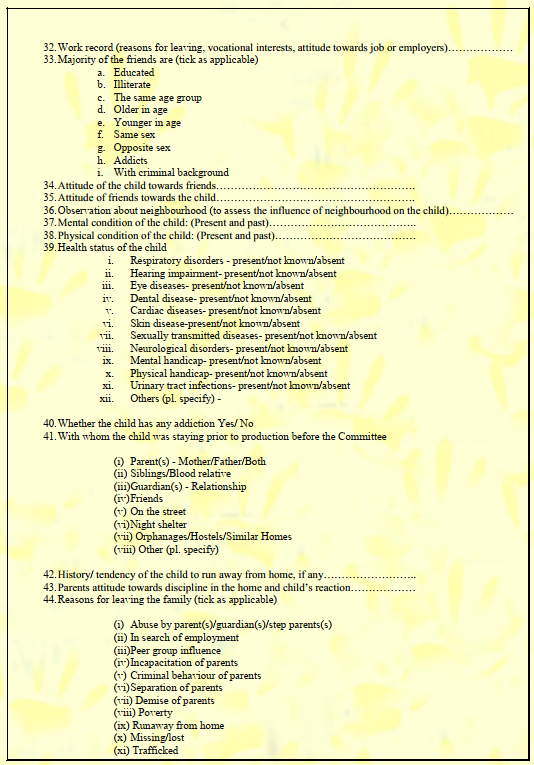 32. Work record (reasons for leaving, vocational interests, attitude towards job or employers)………………
33. Majority of the friends are (tick as applicable)
a. Educated
b. Illiterate
c. The same age group
d. Older in age
e. Younger in age
f. Same sex
g. Opposite sex
h. Addicts
i. With criminal background
34. Attitude of the child towards friends……………………………………………………
35. Attitude of friends towards the child……………………………………………………
36. Observation about neighbourhood (to assess the influence of neighbourhood on the child)………………
37. Mental condition of the child: (Present and past)……………………………………
38. Physical condition of the child: (Present and past)……………………………………
39. Health status of the child
i. Respiratory disorders - present/not known/absent
ii. Hearing impairment- present/not known/absent
iii. Eye diseases- present/not known/absent
iv. Dental disease- present/not known/absent
v. Cardiac diseases- present/not known/absent
vi. Skin disease-present/not known/absent
vii. Sexually transmitted diseases- present/not known/absent
viii. Neurological disorders- present/not known/absent
ix. Mental handicap- present/not known/absent
x. Physical handicap- present/not known/absent
xi. Urinary tract infections- present/not known/absent
xii. Others (pl. specify) -
40. Whether the child has any addiction Yes/ No
41. With whom the child was staying prior to production before the Committee
(i) Parent(s) - Mother/Father/Both
(ii) Siblings/Blood relative
(iii)Guardian(s) - Relationship
(iv)Friends
(v) On the street
(vi)Night shelter
(vii) Orphanages/Hostels/Similar Homes
(viii) Other (pl. specify)
42. History/ tendency of the child to run away from home, if any……………………..
43. Parents attitude towards discipline in the home and child's reaction………………
44. Reasons for leaving the family (tick as applicable)
(i) Abuse by parent(s)/guardian(s)/step parents(s)
(ii) In search of employment
(iii)Peer group influence
(iv)Incapacitation of parents
(v) Criminal behaviour of parents
(vi)Separation of parents
(vii) Demise of parents
(viii) Poverty
(ix) Runaway from home
(x) Missing/lost
(xi) Trafficked